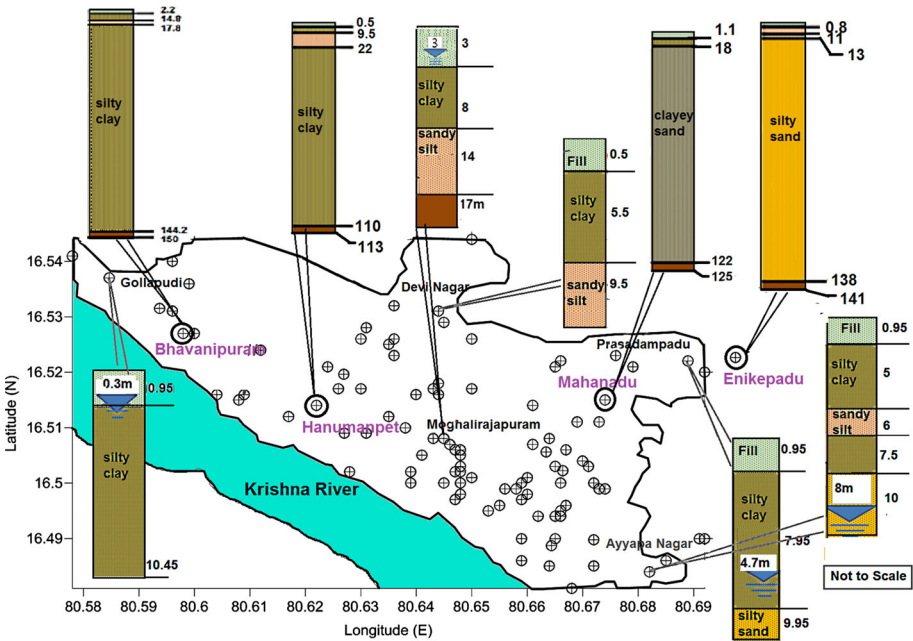 2.2
14.8
17.8
silty
clay
144.2
150
0.5
9.5
22
silty
clay
110
113
3
3
silty
clay
8
sandy
silt
14
17m
Fill
0.5
silty
clay
5.5
sandy
silt
9.5
1.1
18
clayey
sand
122
125
0.8
11
13
silty
sand
138
141
Fill
0.95
silty
clay
5
sandy
silt
6
7.5
8m
10
Fill
0.95
silty
clay
7.95
4.7m
silty
sand
9.95
0.3m
0.95
silty
clay
10.45
Gollapudi
Bhavanipuram
Hanumanpet
Devi Nagar
Moghalirajapuram
Prasadampadu
Mahanadu
Enikepadu
Ayyapa Nagar
Krishna River
Not to Scale
Latitude (N)
16.54
16.53
16.52
16.51
16.5
16.49
80.58 80.59 80.6 80.61 80.62 80.63 80.64 80.65 80.66 80.67 80.68 80.69
Longitude (E)